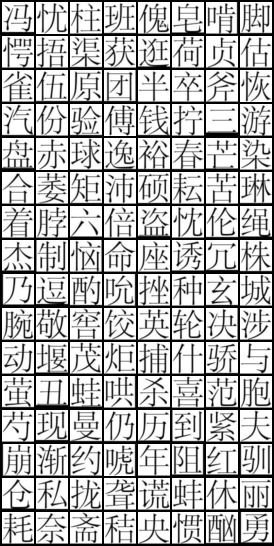 冯忧柱班傀皂啃脚
愕捂渠获逛荷贞估
雀伍原团半卒斧恢
汽份验傅钱拧三游
盘赤球逸裕春芒染
合萎矩沛硕耘苦琳
着脖六倍盗忱伦绳
杰制恼命座诱冗株
乃逗酌吮挫种玄城
腕敬窖饺英轮决涉
动堰茂炬捕什骄与
萤丑蛙哄杀喜范胞
芍现曼仍历到紧夫
崩渐约唬年阻红驯
仓私拢聋谎蚌休丽
耗奈斋秸央惯酗勇